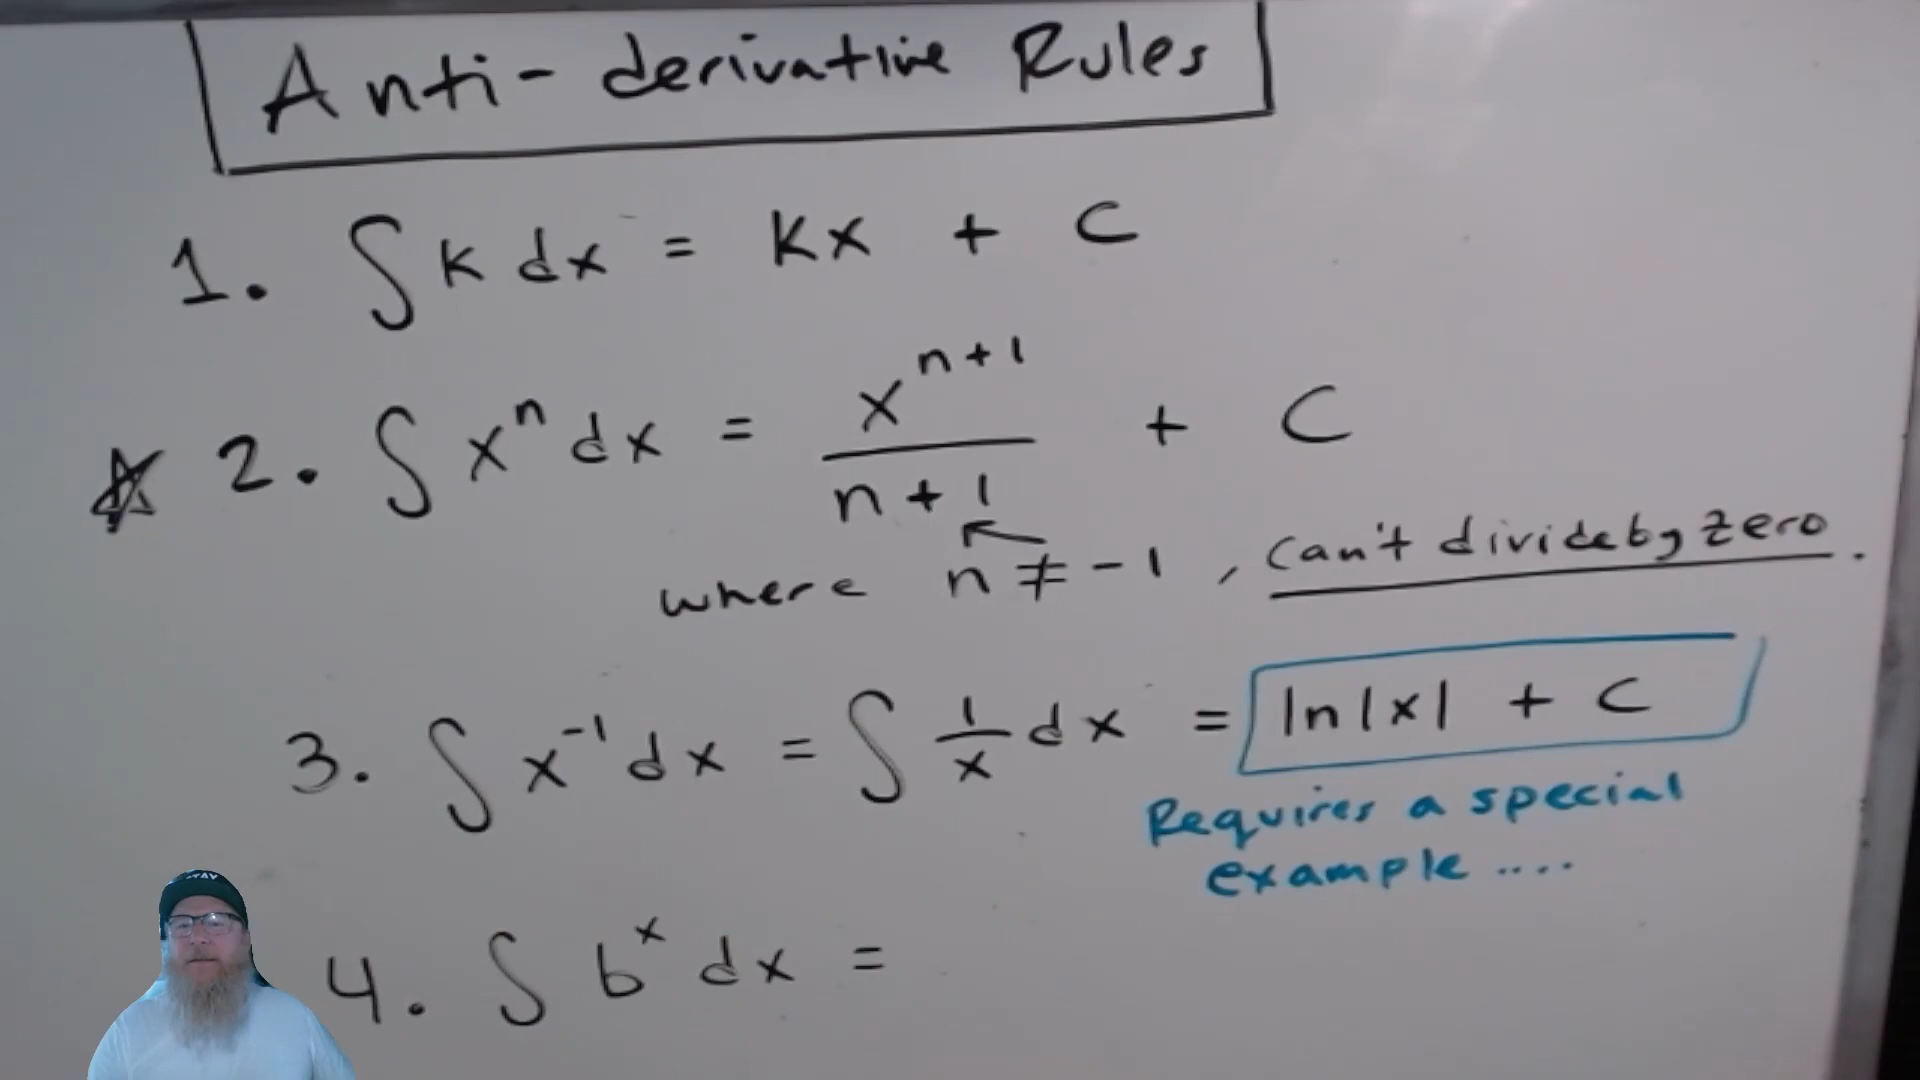 Anti-derivative Rules
1. ∫ k dx = kx + C
☆ 2. ∫ xⁿ dx = xⁿ⁺¹ / n+1 + C
where n ≠ -1, can't divide by zero.
3. ∫ x⁻¹ dx = ∫ 1/x dx = ln|x| + C
Requires a special
example ....
4. ∫ bˣ dx =